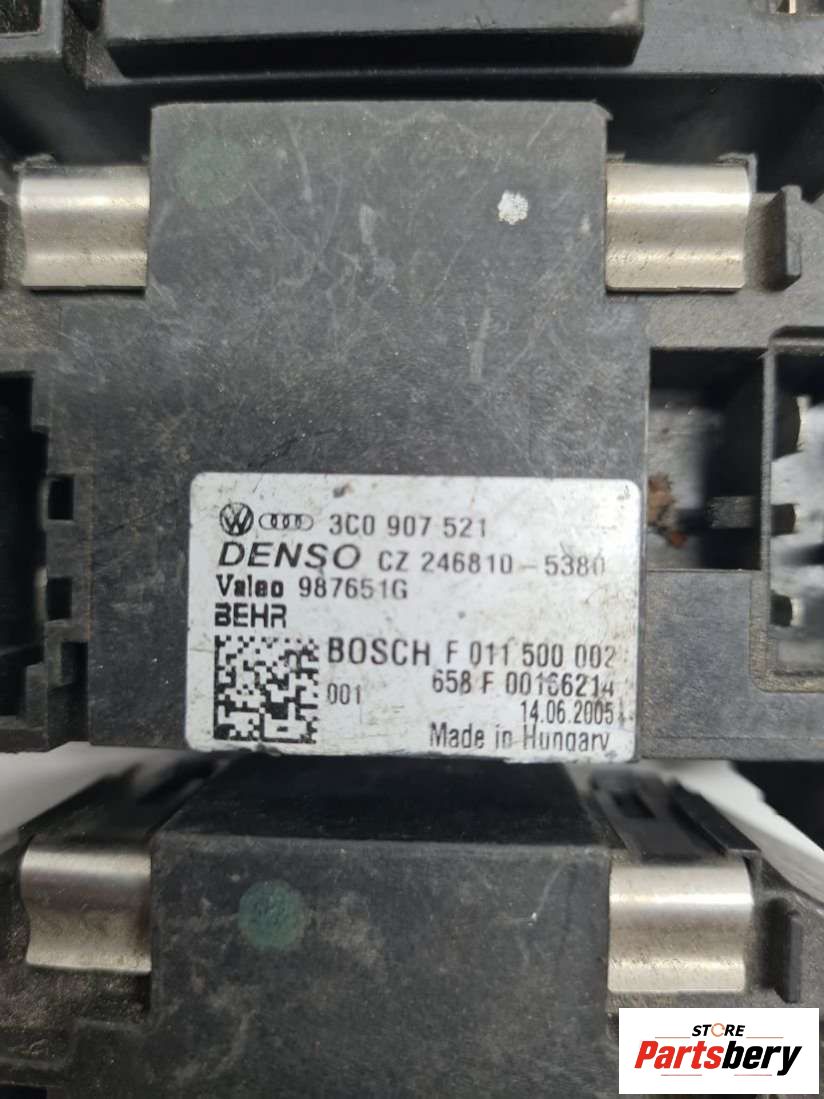 3C0 907 521
DENSO CZ 246810-5380
Valeo 987651G
BEHR
BOSCH F 011 500 002
001 658 F 00166214
14.06.2005
Made in Hungary
STORE
Partsbery